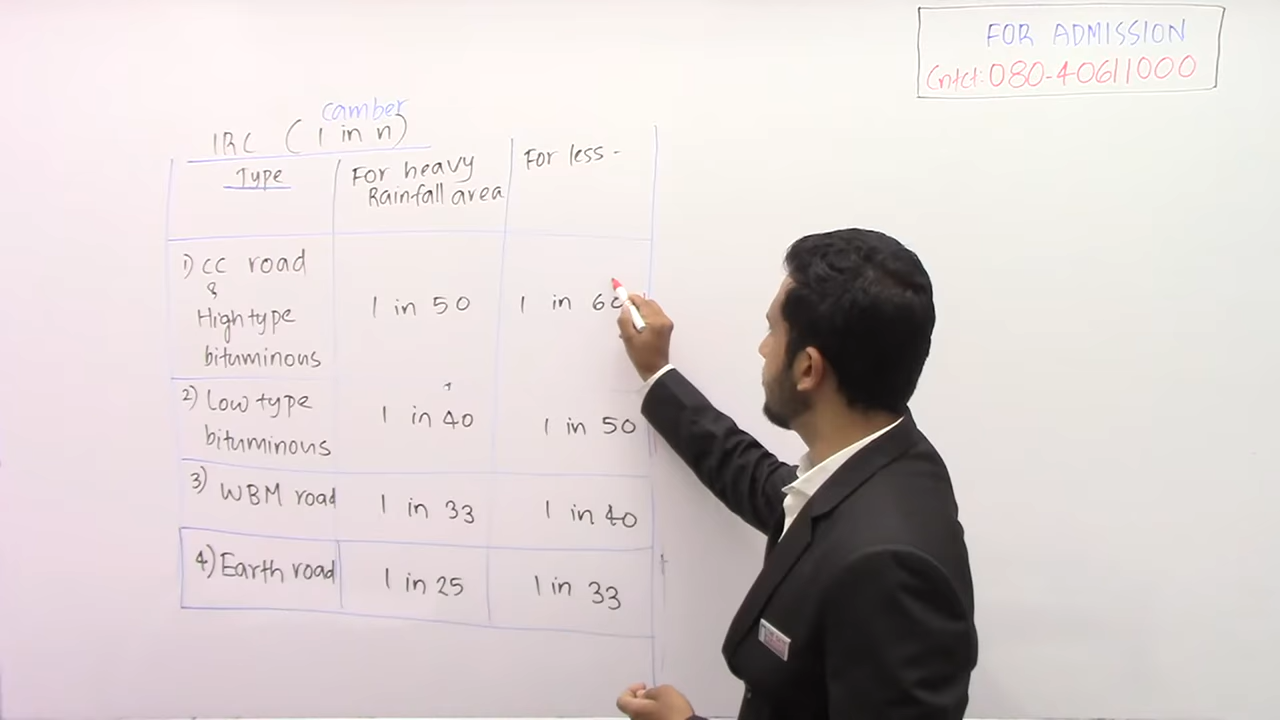 FOR ADMISSION
Cntct: 080-40611000
camber
IRC (1 in n)
Type
For heavy
Rainfall area
For less -
1) CC road
&
High type
bituminous
1 in 50
1 in 60
2) Low type
bituminous
1 in 40
1 in 50
3) WBM road
1 in 33
1 in 40
4) Earth road
1 in 25
1 in 33